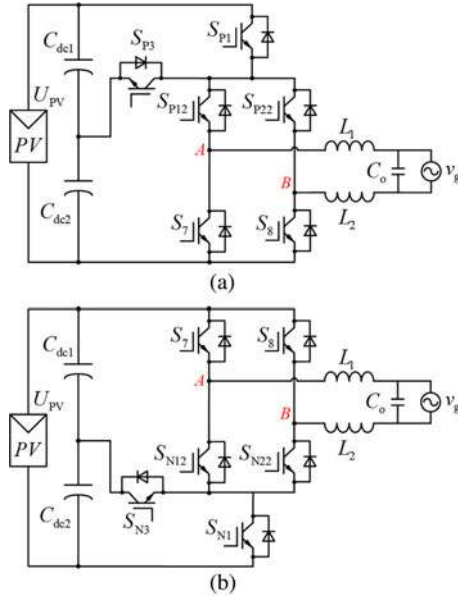 C_dc1
S_P3
S_P1
U_PV
S_P12
S_P22
PV
A
L_1
B
C_o
v_g
C_dc2
S_7
S_8
L_2
(a)
S_7
S_8
C_dc1
L_1
A
U_PV
B
C_o
v_g
PV
L_2
S_N12
S_N22
C_dc2
S_N3
S_N1
(b)